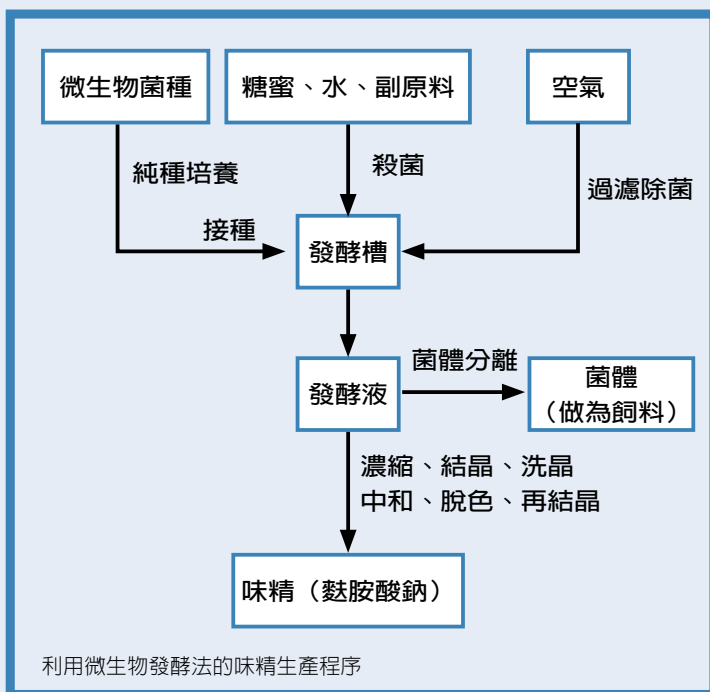 微生物菌種
糖蜜、水、副原料
空氣
純種培養
殺菌
過濾除菌
接種
發酵槽
菌體分離
發酵液
菌體
（做為飼料）
濃縮、結晶、洗晶
中和、脫色、再結晶
味精（麩胺酸鈉）
利用微生物發酵法的味精生產程序